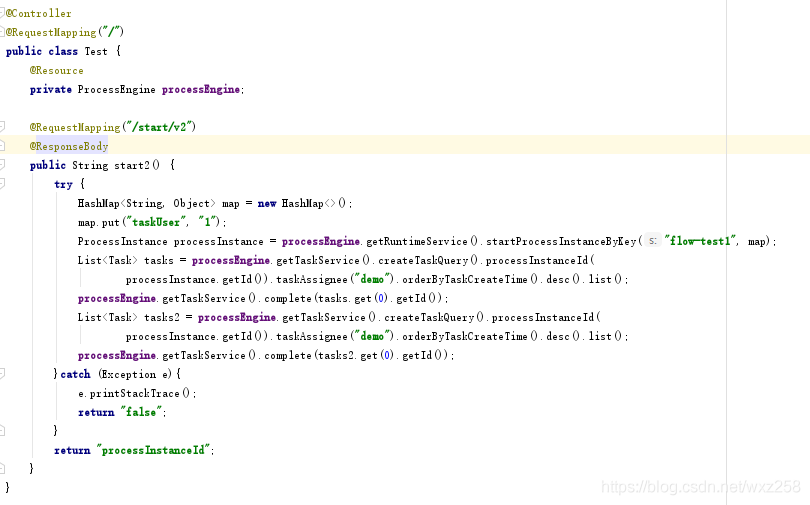 @Controller
@RequestMapping("/")
public class Test {
@Resource
private ProcessEngine processEngine;
@RequestMapping("/start/v2")
@ResponseBody
public String start2() {
try {
HashMap<String, Object> map = new HashMap<>();
map.put("taskUser", "1");
ProcessInstance processInstance = processEngine.getRuntimeService().startProcessInstanceByKey( s: "flow-test1", map);
List<Task> tasks = processEngine.getTaskService().createTaskQuery().processInstanceId(
processInstance.getId()).taskAssignee("demo").orderByTaskCreateTime().desc().list();
processEngine.getTaskService().complete(tasks.get(0).getId());
List<Task> tasks2 = processEngine.getTaskService().createTaskQuery().processInstanceId(
processInstance.getId()).taskAssignee("demo").orderByTaskCreateTime().desc().list();
processEngine.getTaskService().complete(tasks2.get(0).getId());
}catch (Exception e){
e.printStackTrace();
return "false";
}
return "processInstanceId";
}
}
https://blog.csdn.net/wxz258